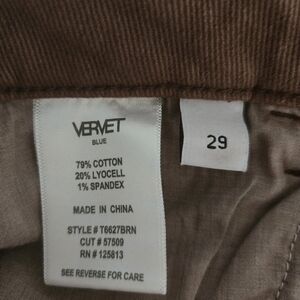 VERVET
BLUE
79% COTTON
20% LYOCELL
1% SPANDEX
MADE IN CHINA
STYLE # T6627BRN
CUT # 57509
RN # 125813
SEE REVERSE FOR CARE
29